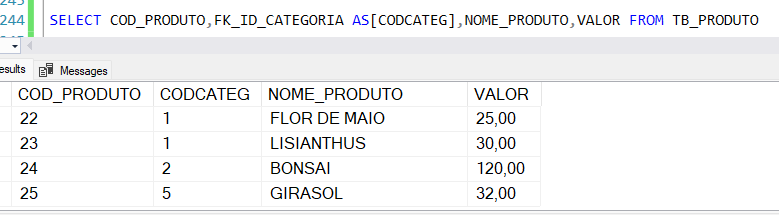 244 SELECT COD_PRODUTO,FK_ID_CATEGORIA AS[CODCATEG],NOME_PRODUTO,VALOR FROM TB_PRODUTO
esults Messages
COD_PRODUTO CODCATEG NOME_PRODUTO VALOR
22 1 FLOR DE MAIO 25,00
23 1 LISIANTHUS 30,00
24 2 BONSAI 120,00
25 5 GIRASOL 32,00